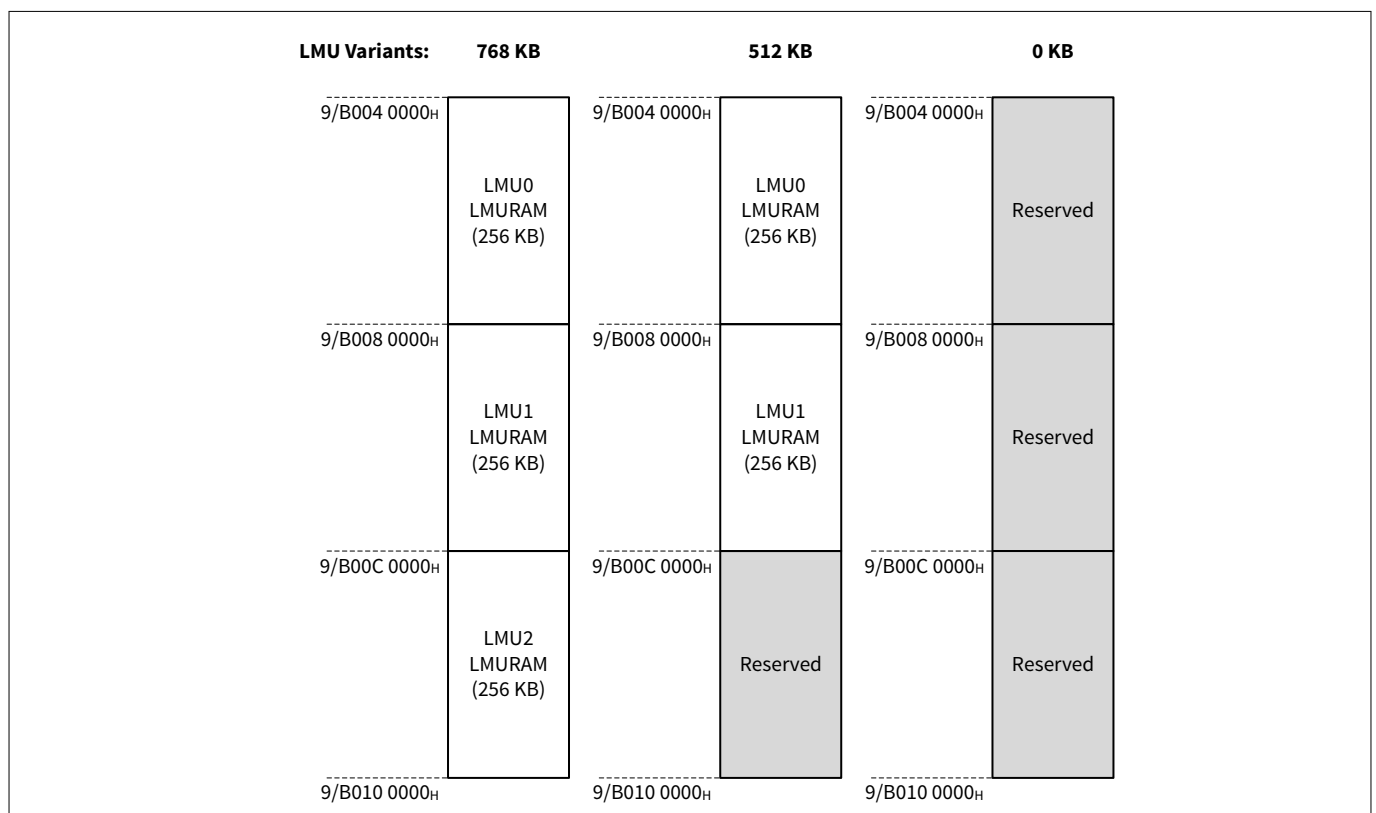 LMU Variants: 768 KB 512 KB 0 KB
9/B004 0000H 9/B004 0000H 9/B004 0000H
LMU0 LMU0
LMURAM LMURAM Reserved
(256 KB) (256 KB)
9/B008 0000H 9/B008 0000H 9/B008 0000H
LMU1 LMU1
LMURAM LMURAM Reserved
(256 KB) (256 KB)
9/B00C 0000H 9/B00C 0000H 9/B00C 0000H
LMU2
LMURAM Reserved Reserved
(256 KB)
9/B010 0000H 9/B010 0000H 9/B010 0000H